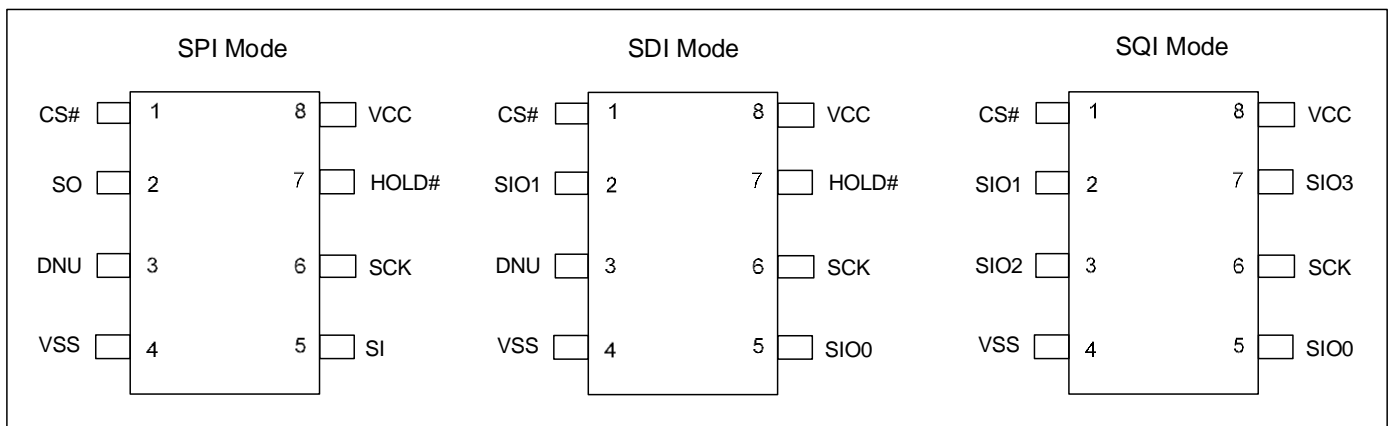 SPI Mode
CS# 1 8 VCC
SO 2 7 HOLD#
DNU 3 6 SCK
VSS 4 5 SI
SDI Mode
CS# 1 8 VCC
SIO1 2 7 HOLD#
DNU 3 6 SCK
VSS 4 5 SIO0
SQI Mode
CS# 1 8 VCC
SIO1 2 7 SIO3
SIO2 3 6 SCK
VSS 4 5 SIO0